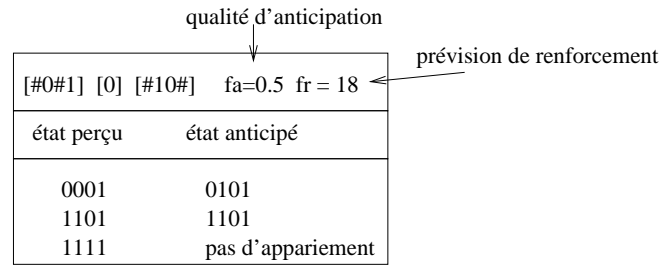 qualité d'anticipation
prévision de renforcement
[#0#1] [0] [#10#] fa=0.5 fr = 18
état perçu état anticipé
0001 0101
1101 1101
1111 pas d'appariement